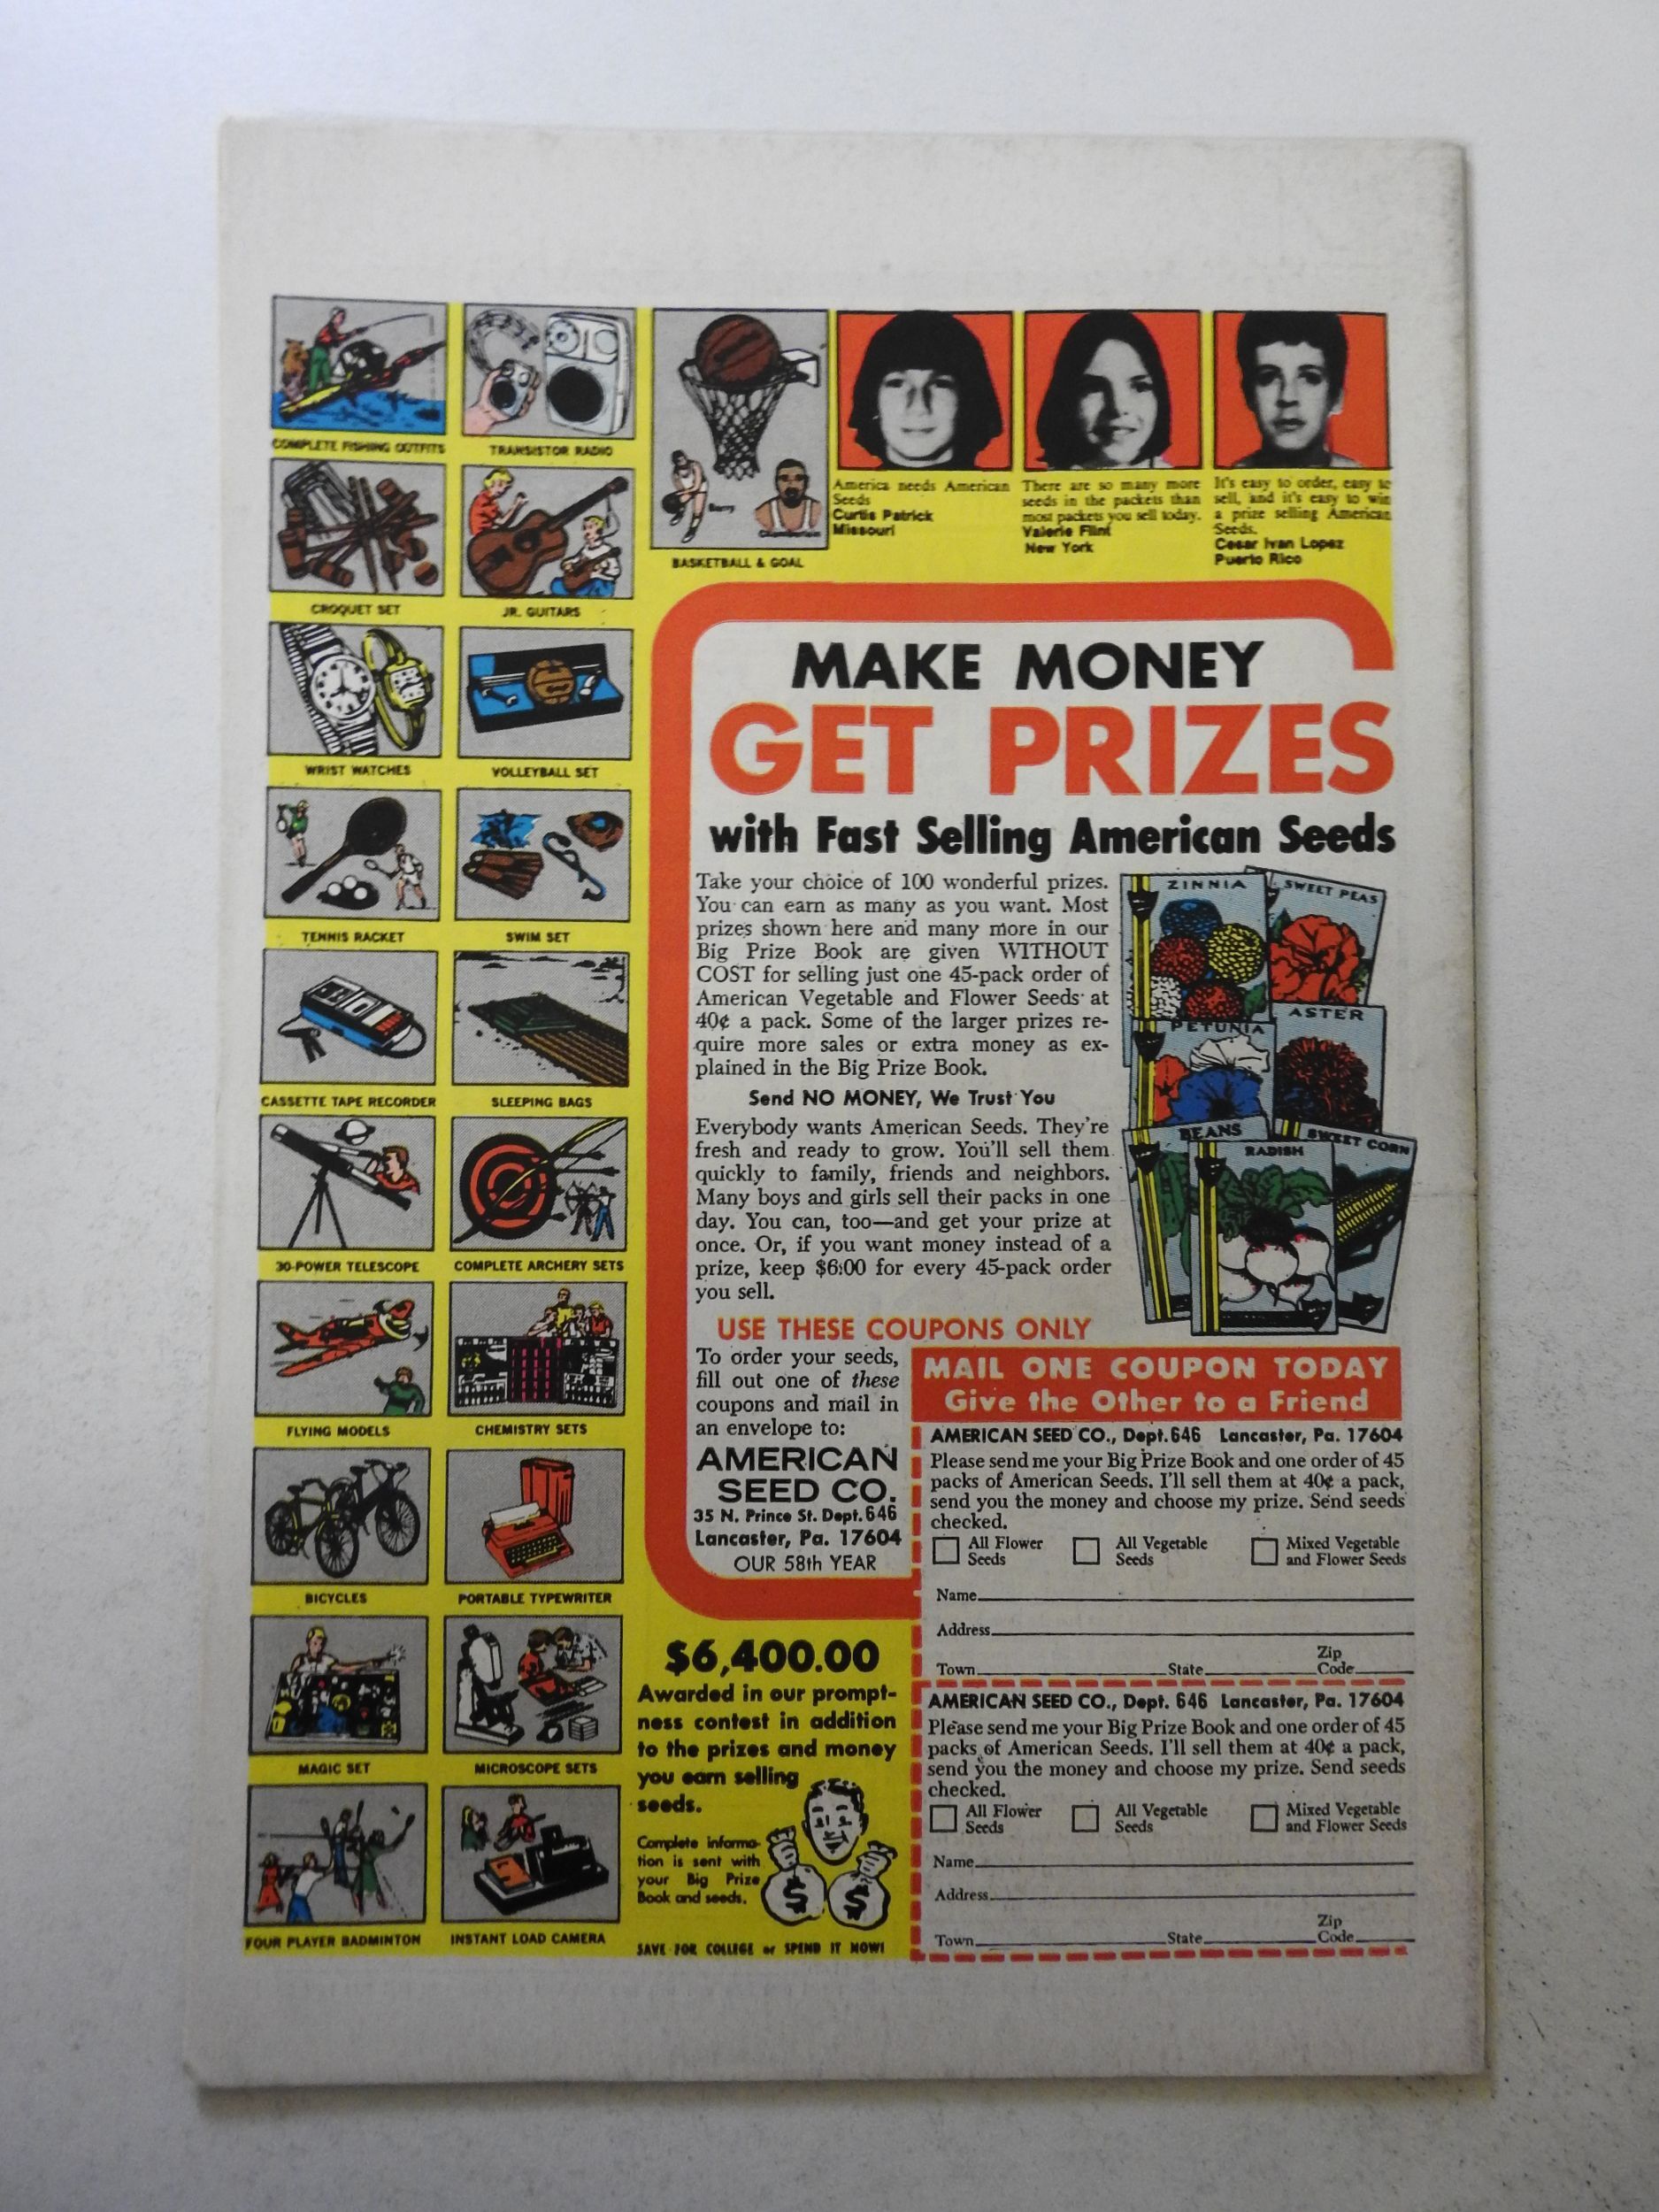 COMPLETE FISHING OUTFITS
TRANSISTOR RADIO
CROQUET SET
JR. GUITARS
WRIST WATCHES
VOLLEYBALL SET
TENNIS RACKET
SWIM SET
CASSETTE TAPE RECORDER
SLEEPING BAGS
30-POWER TELESCOPE
COMPLETE ARCHERY SETS
FLYING MODELS
CHEMISTRY SETS
BICYCLES
PORTABLE TYPEWRITER
MAGIC SET
MICROSCOPE SETS
FOUR PLAYER BADMINTON
INSTANT LOAD CAMERA
Barry
Chamberlain
BASKETBALL & GOAL
America needs American
Seeds
Curtis Patrick
Missouri
There are so many more
seeds in the packets than
most packets you sell today.
Valerie Flint
New York
It's easy to order, easy to
sell, and it's easy to win
a prize selling American
Seeds.
Cesar Ivan Lopez
Puerto Rico
MAKE MONEY
GET PRIZES
with Fast Selling American Seeds
Take your choice of 100 wonderful prizes.
You can earn as many as you want. Most
prizes shown here and many more in our
Big Prize Book are given WITHOUT
COST for selling just one 45-pack order of
American Vegetable and Flower Seeds at
40¢ a pack. Some of the larger prizes re-
quire more sales or extra money as ex-
plained in the Big Prize Book.
Send NO MONEY, We Trust You
Everybody wants American Seeds. They're
fresh and ready to grow. You'll sell them
quickly to family, friends and neighbors.
Many boys and girls sell their packs in one
day. You can, too—and get your prize at
once. Or, if you want money instead of a
prize, keep $6.00 for every 45-pack order
you sell.
ZINNIA
SWEET PEAS
PETUNIA
ASTER
BEANS
RADISH
SWEET CORN
USE THESE COUPONS ONLY
To order your seeds,
fill out one of these
coupons and mail in
an envelope to:
AMERICAN
SEED CO.
35 N. Prince St. Dept.646
Lancaster, Pa. 17604
OUR 58th YEAR
MAIL ONE COUPON TODAY
Give the Other to a Friend
AMERICAN SEED CO., Dept.646 Lancaster, Pa. 17604
Please send me your Big Prize Book and one order of 45
packs of American Seeds. I'll sell them at 40¢ a pack,
send you the money and choose my prize. Send seeds
checked.
All Flower
Seeds
All Vegetable
Seeds
Mixed Vegetable
and Flower Seeds
Name
Address
Town State Zip
Code
AMERICAN SEED CO., Dept. 646 Lancaster, Pa. 17604
Please send me your Big Prize Book and one order of 45
packs of American Seeds. I'll sell them at 40¢ a pack,
send you the money and choose my prize. Send seeds
checked.
All Flower
Seeds
All Vegetable
Seeds
Mixed Vegetable
and Flower Seeds
Name
Address
Town State Zip
Code
$6,400.00
Awarded in our prompt-
ness contest in addition
to the prizes and money
you earn selling
seeds.
Complete informa-
tion is sent with
your Big Prize
Book and seeds.
$ $
SAVE FOR COLLEGE or SPEND IT NOW!